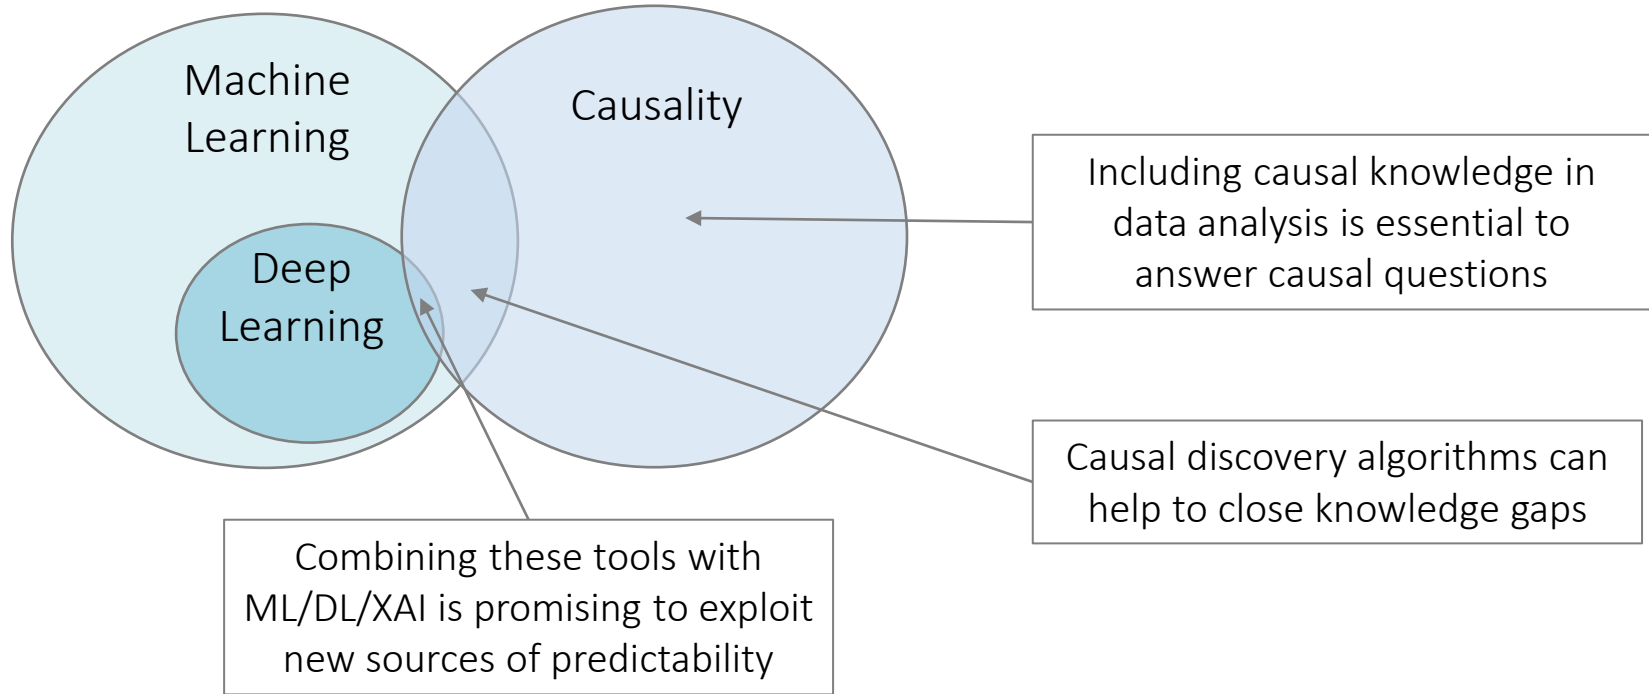 Machine
Learning
Causality
Deep
Learning
Including causal knowledge in
data analysis is essential to
answer causal questions
Causal discovery algorithms can
help to close knowledge gaps
Combining these tools with
ML/DL/XAI is promising to exploit
new sources of predictability